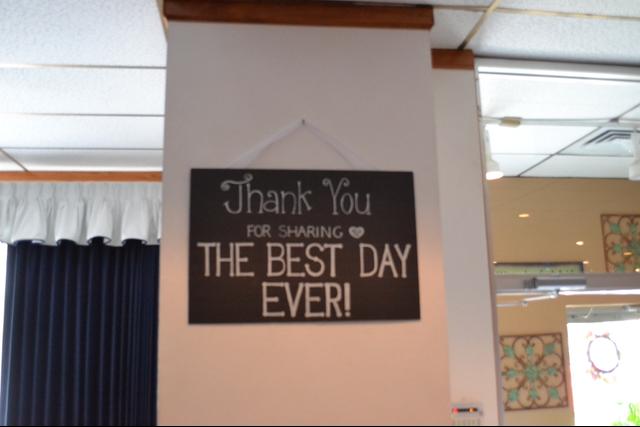 Thank You
FOR SHARING
THE BEST DAY
EVER!